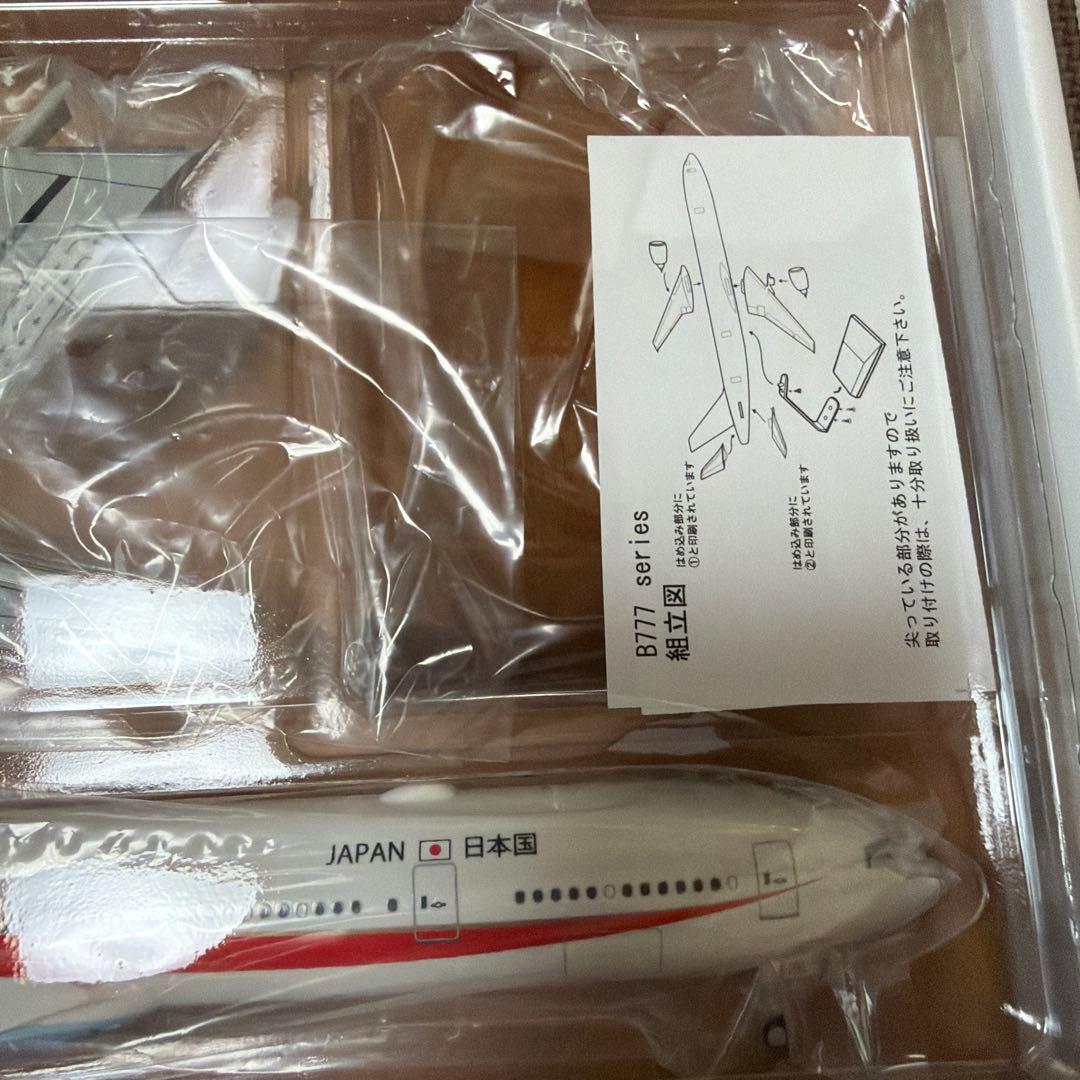 B777 series
組立図
はめ込み部分に
①と印刷されています
はめ込み部分に
②と印刷されています
尖っている部分がありますので
取り付けの際は、十分取り扱いにご注意下さい。
JAPAN 日本国